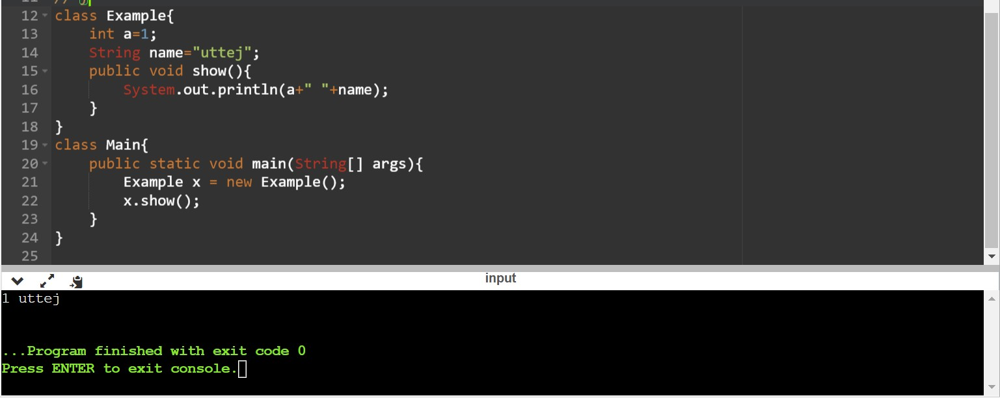 12 class Example{
13     int a=1;
14     String name="uttej";
15     public void show(){
16         System.out.println(a+" "+name);
17     }
18 }
19 class Main{
20     public static void main(String[] args){
21         Example x = new Example();
22         x.show();
23     }
24 }
25
input
1 uttej
...Program finished with exit code 0
Press ENTER to exit console.